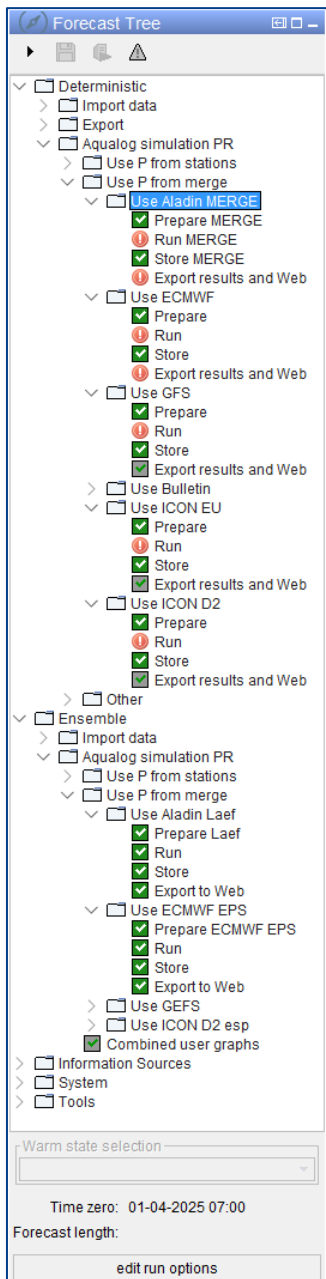 Forecast Tree
Deterministic
Import data
Export
Aqualog simulation PR
Use P from stations
Use P from merge
Use Aladin MERGE
Prepare MERGE
Run MERGE
Store MERGE
Export results and Web
Use ECMWF
Prepare
Run
Store
Export results and Web
Use GFS
Prepare
Run
Store
Export results and Web
Use Bulletin
Use ICON EU
Prepare
Run
Store
Export results and Web
Use ICON D2
Prepare
Run
Store
Export results and Web
Other
Ensemble
Import data
Aqualog simulation PR
Use P from stations
Use P from merge
Use Aladin Laef
Prepare Laef
Run
Store
Export to Web
Use ECMWF EPS
Prepare ECMWF EPS
Run
Store
Export to Web
Use GEFS
Use ICON D2 esp
Combined user graphs
Information Sources
System
Tools
Warm state selection
Time zero: 01-04-2025 07:00
Forecast length:
edit run options